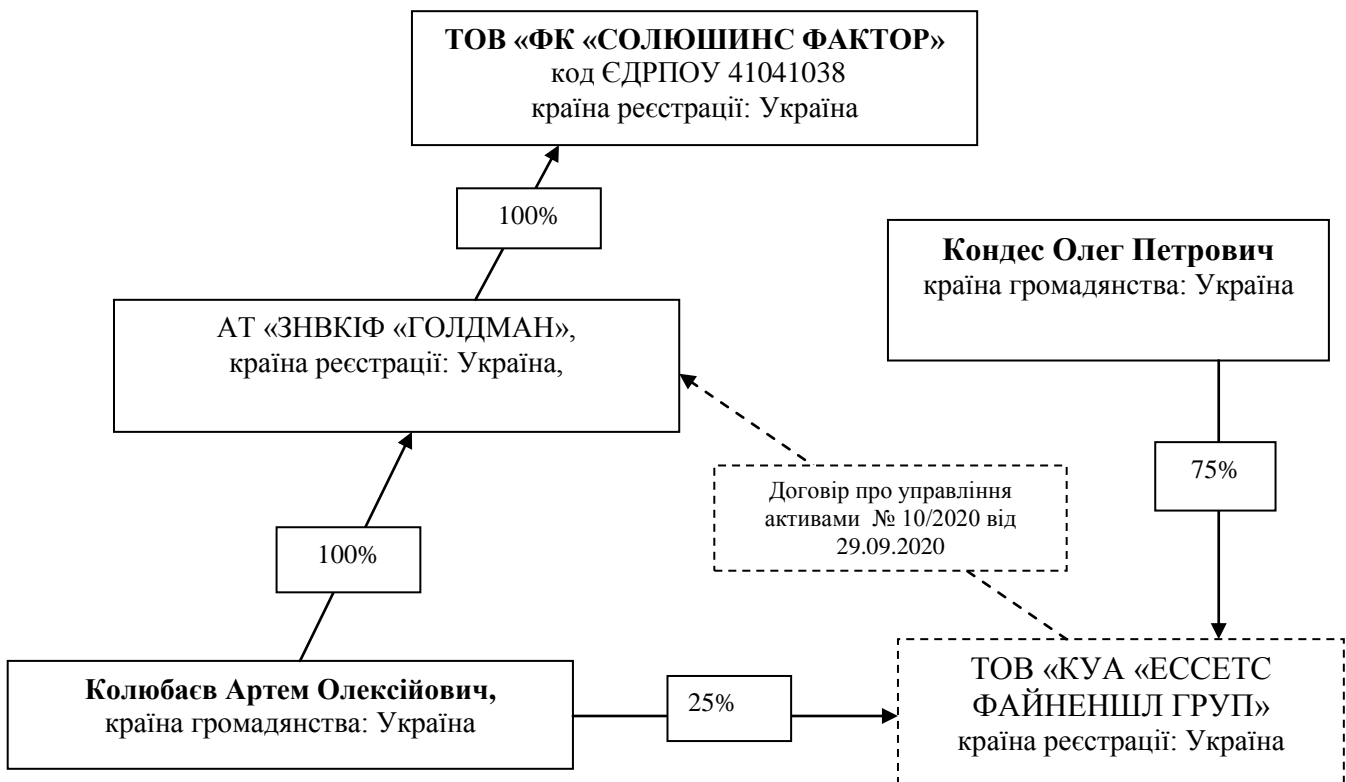 ТОВ «ФК «СОЛЮШИНС ФАКТОР»
код ЄДРПОУ 41041038
країна реєстрації: Україна
100%
Кондес Олег Петрович
країна громадянства: Україна
АТ «ЗНВКІФ «ГОЛДМАН»,
країна реєстрації: Україна,
75%
Договір про управління
активами № 10/2020 від
29.09.2020
100%
Колюбаєв Артем Олексійович,
країна громадянства: Україна
25%
ТОВ «КУА «ЕССЕТС
ФАЙНЕНШЛ ГРУП»
країна реєстрації: Україна